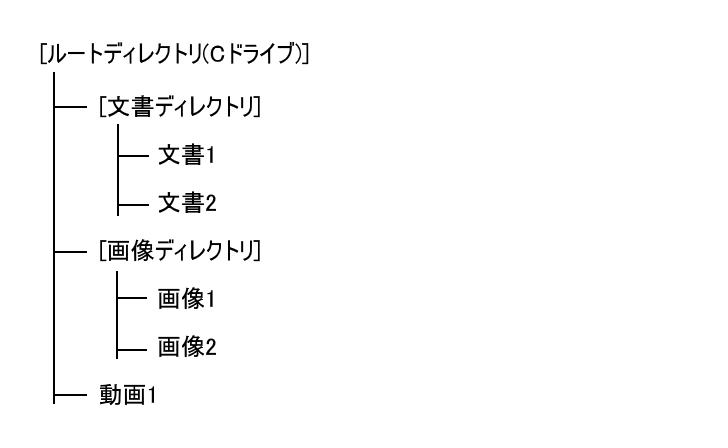 [ルートディレクトリ(Cドライブ)]
[文書ディレクトリ]
文書1
文書2
[画像ディレクトリ]
画像1
画像2
動画1